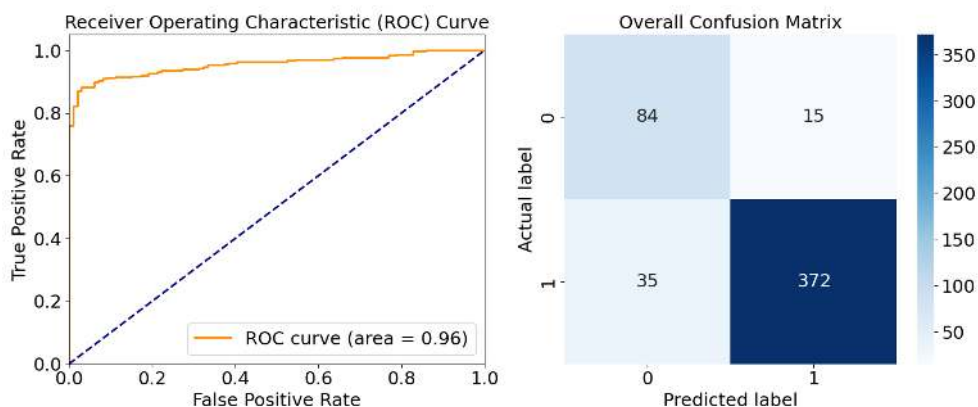 Receiver Operating Characteristic (ROC) Curve
1.0
0.8
0.6
0.4
0.2
0.0
True Positive Rate
0.0 0.2 0.4 0.6 0.8 1.0
False Positive Rate
ROC curve (area = 0.96)
Overall Confusion Matrix
Actual label
0
1
84 15
35 372
0 1
Predicted label
350
300
250
200
150
100
50